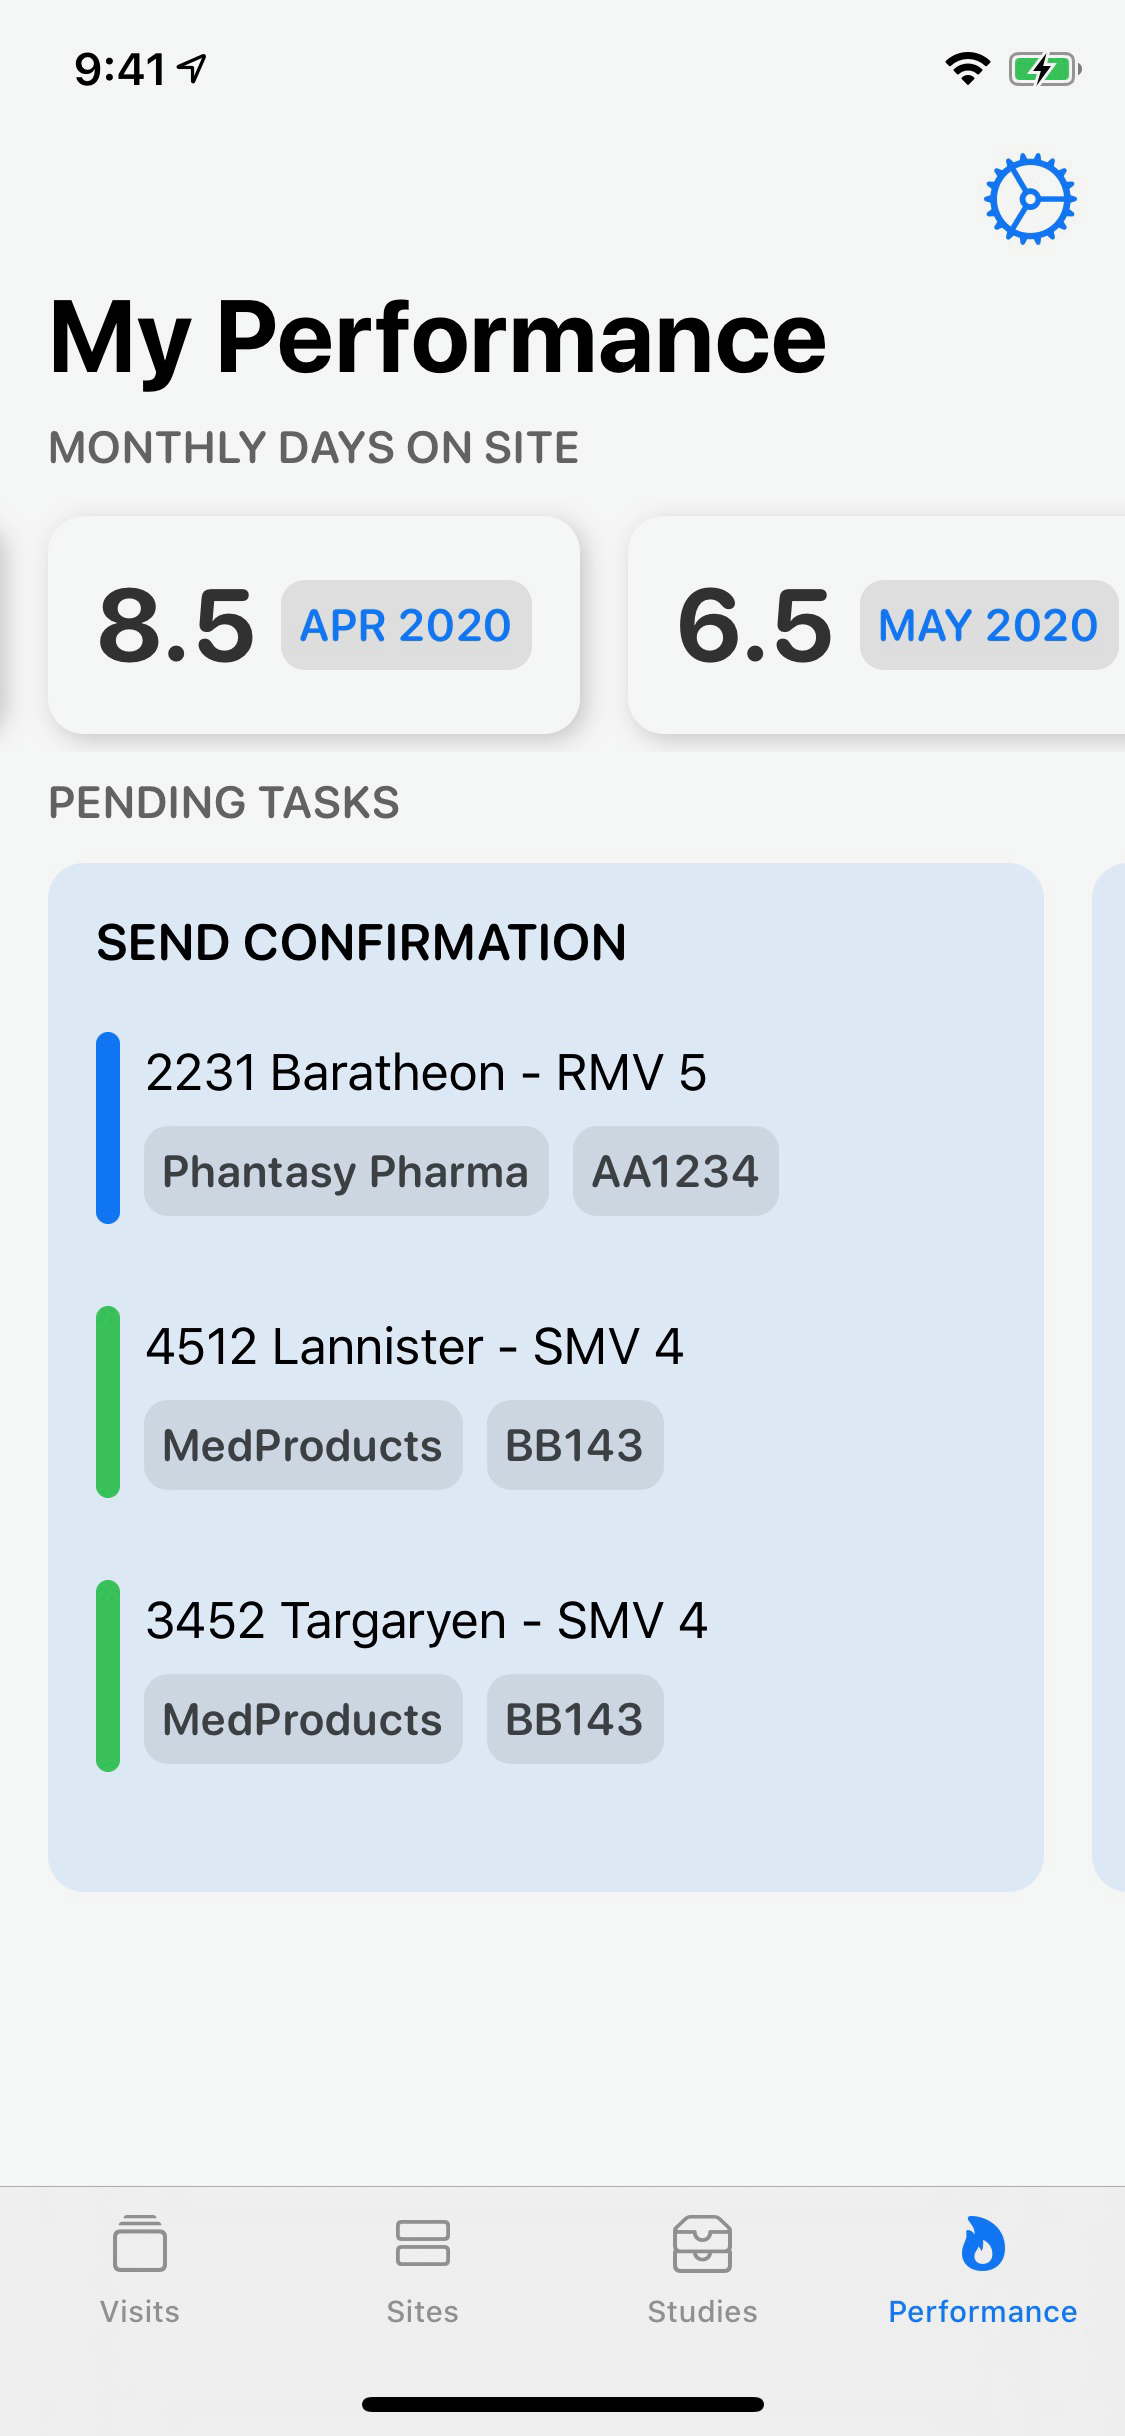 9:41
My Performance
MONTHLY DAYS ON SITE
8.5 APR 2020
6.5 MAY 2020
PENDING TASKS
SEND CONFIRMATION
2231 Baratheon - RMV 5
Phantasy Pharma AA1234
4512 Lannister - SMV 4
MedProducts BB143
3452 Targaryen - SMV 4
MedProducts BB143
Visits Sites Studies Performance